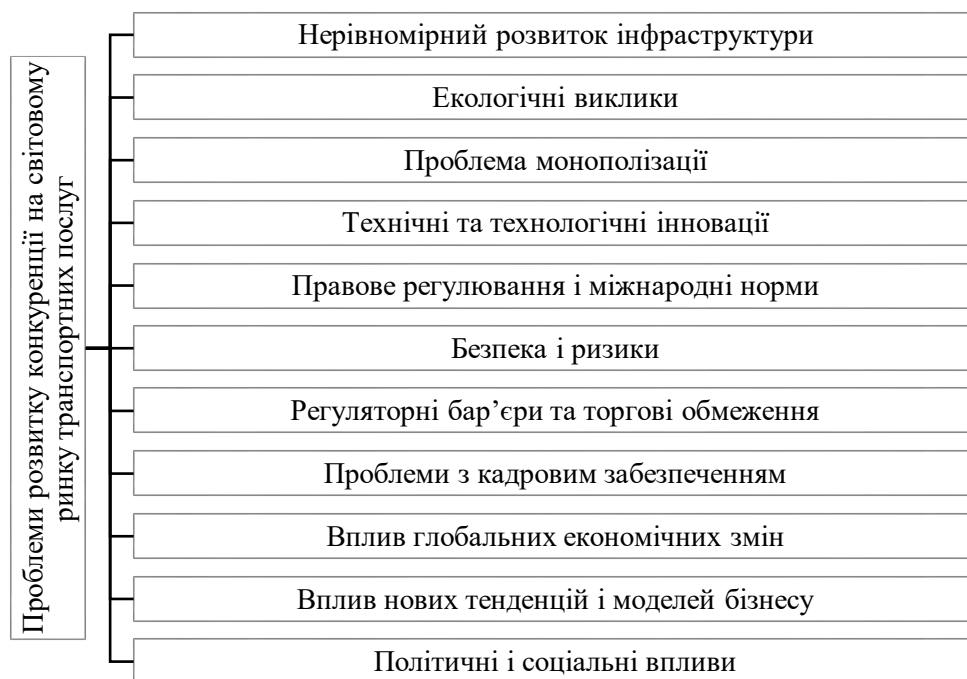 Проблеми розвитку конкуренції на світовому
ринку транспортних послуг
Нерівномірний розвиток інфраструктури
Екологічні виклики
Проблема монополізації
Технічні та технологічні інновації
Правове регулювання і міжнародні норми
Безпека і ризики
Регуляторні бар’єри та торгові обмеження
Проблеми з кадровим забезпеченням
Вплив глобальних економічних змін
Вплив нових тенденцій і моделей бізнесу
Політичні і соціальні впливи